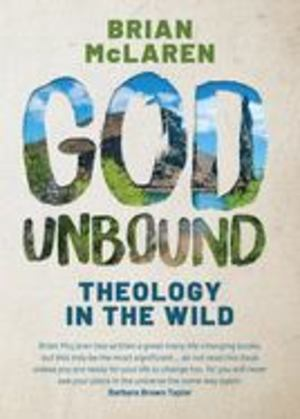 BRIAN
McLAREN
GOD
UNBOUND
THEOLOGY
IN THE WILD
Brian McLaren has written a great many life-changing books,
but this may be the most significant... do not read this book
unless you are ready for your life to change too, for you will never
see your place in the universe the same way again.
Barbara Brown Taylor